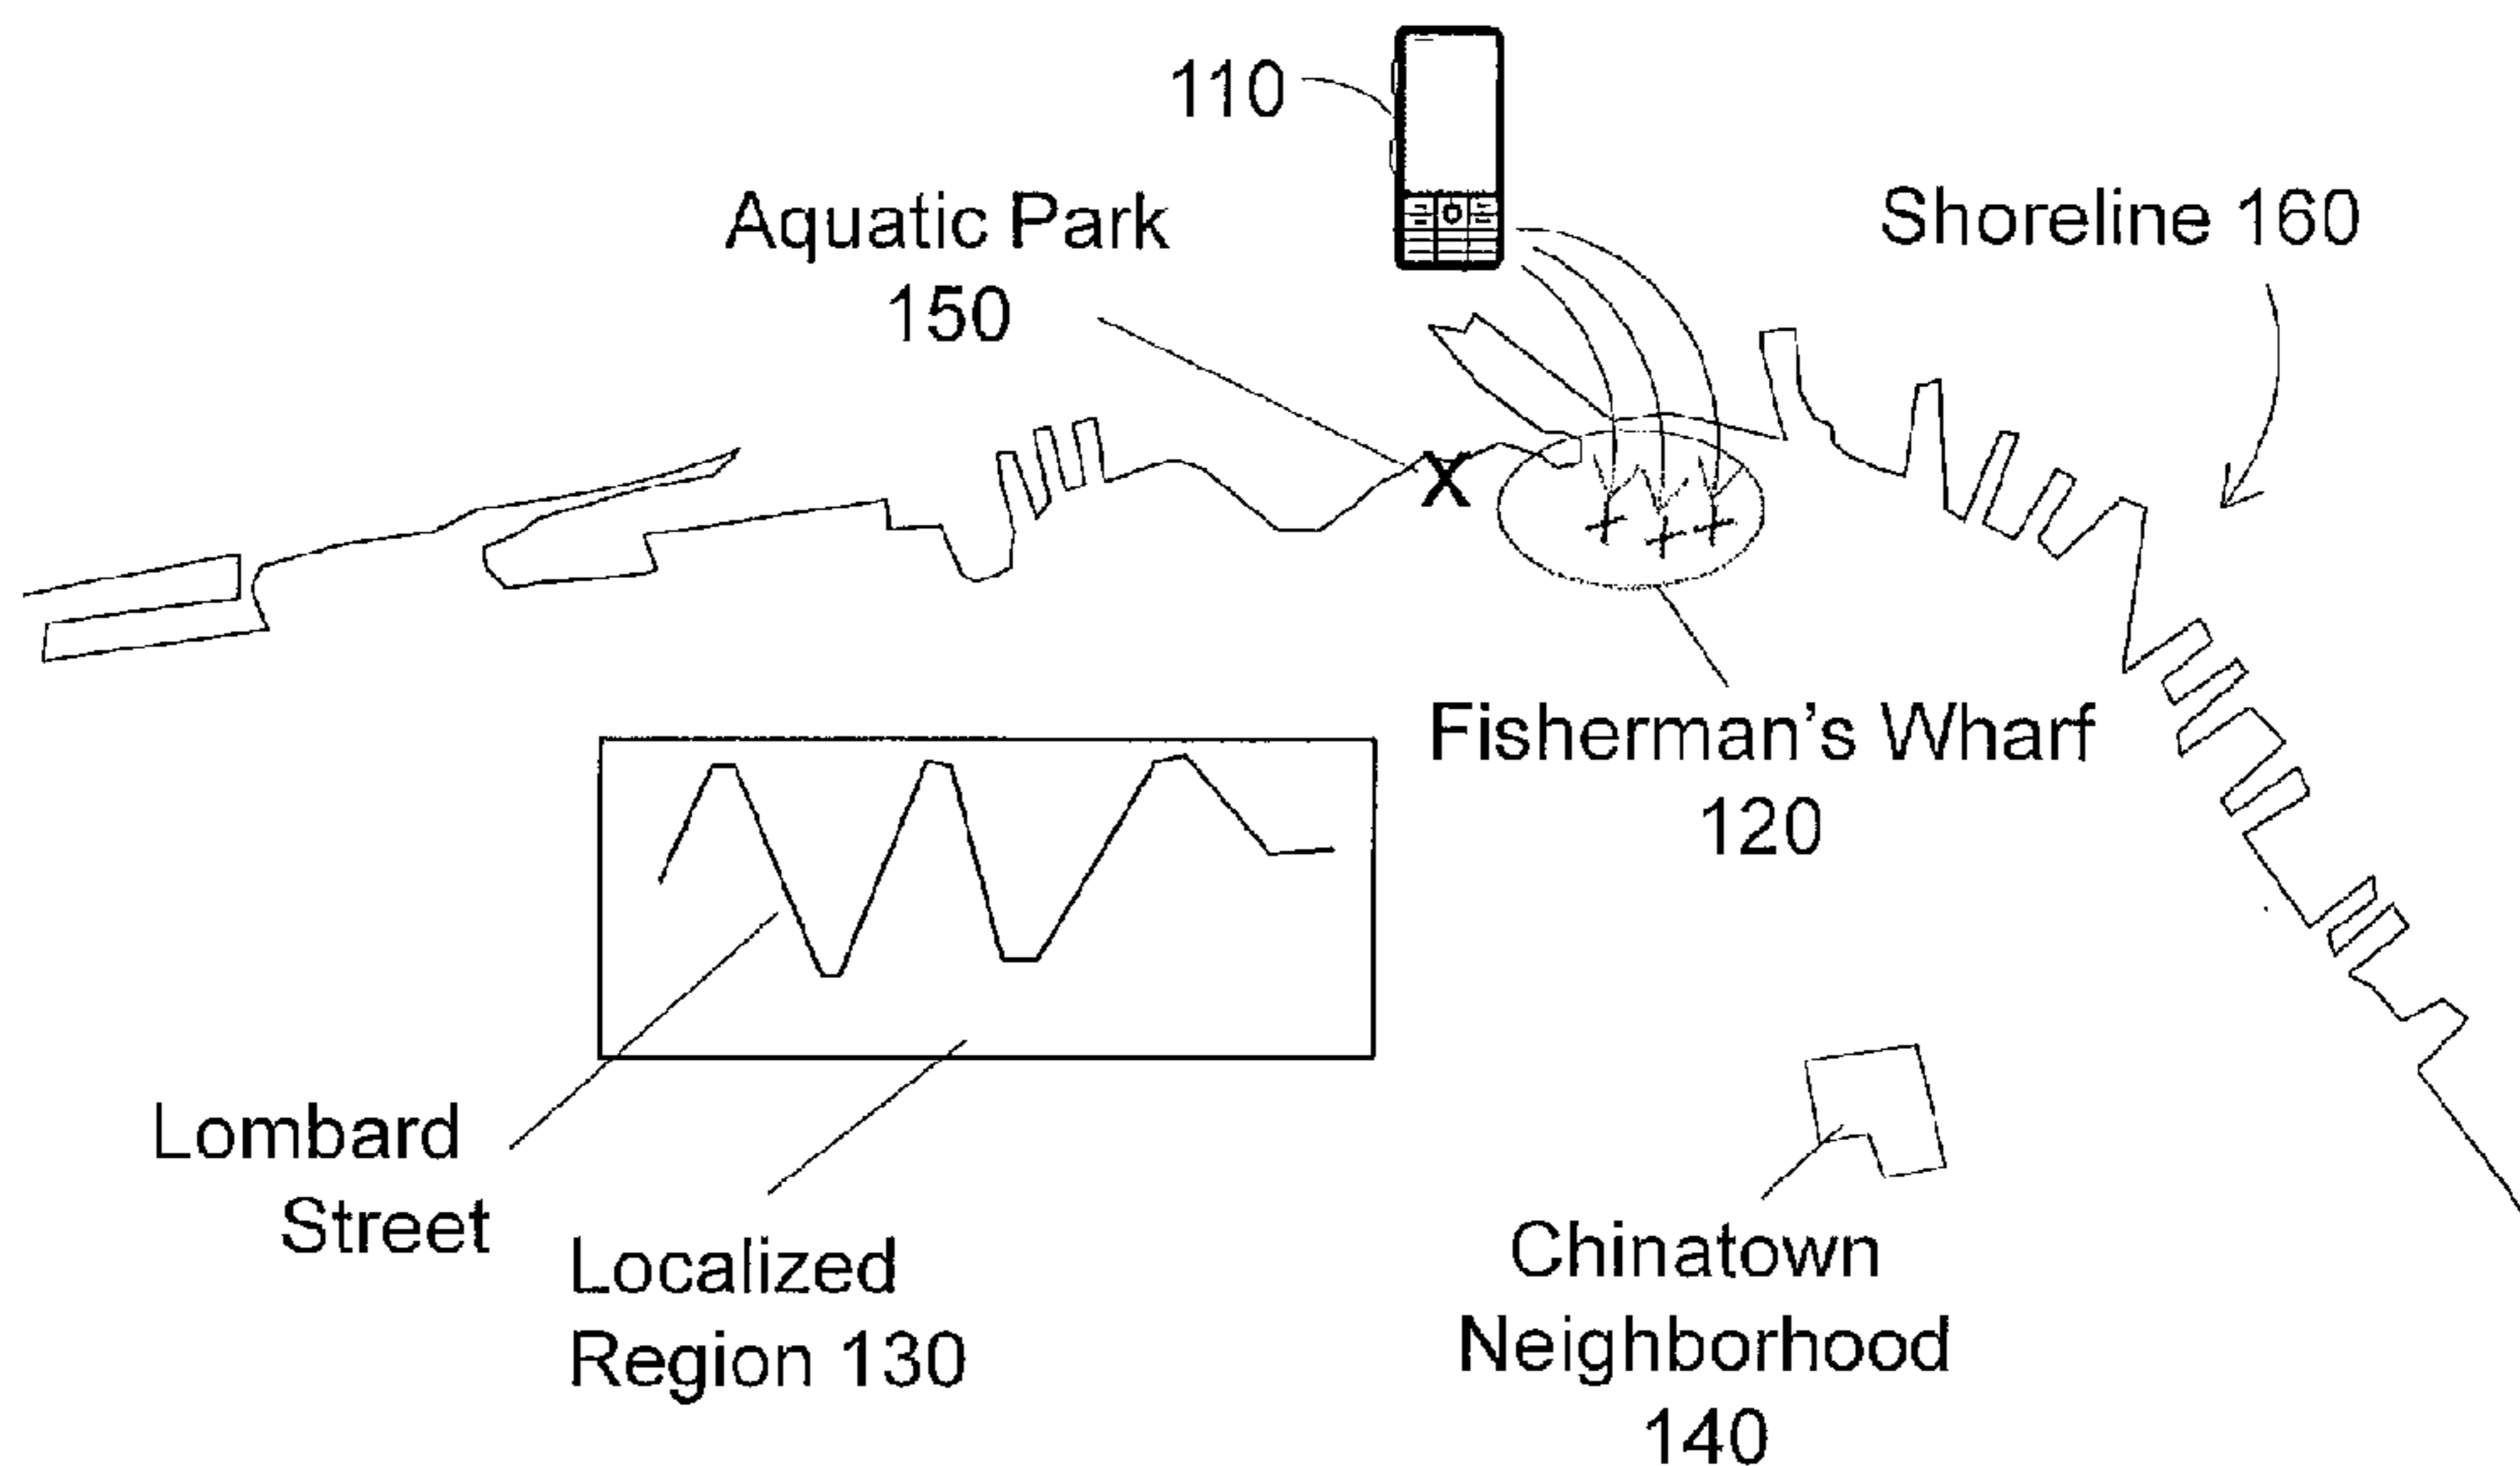 110
Aquatic Park
150
Shoreline 160
X
Fisherman's Wharf
120
Lombard
Street
Localized
Region 130
Chinatown
Neighborhood
140